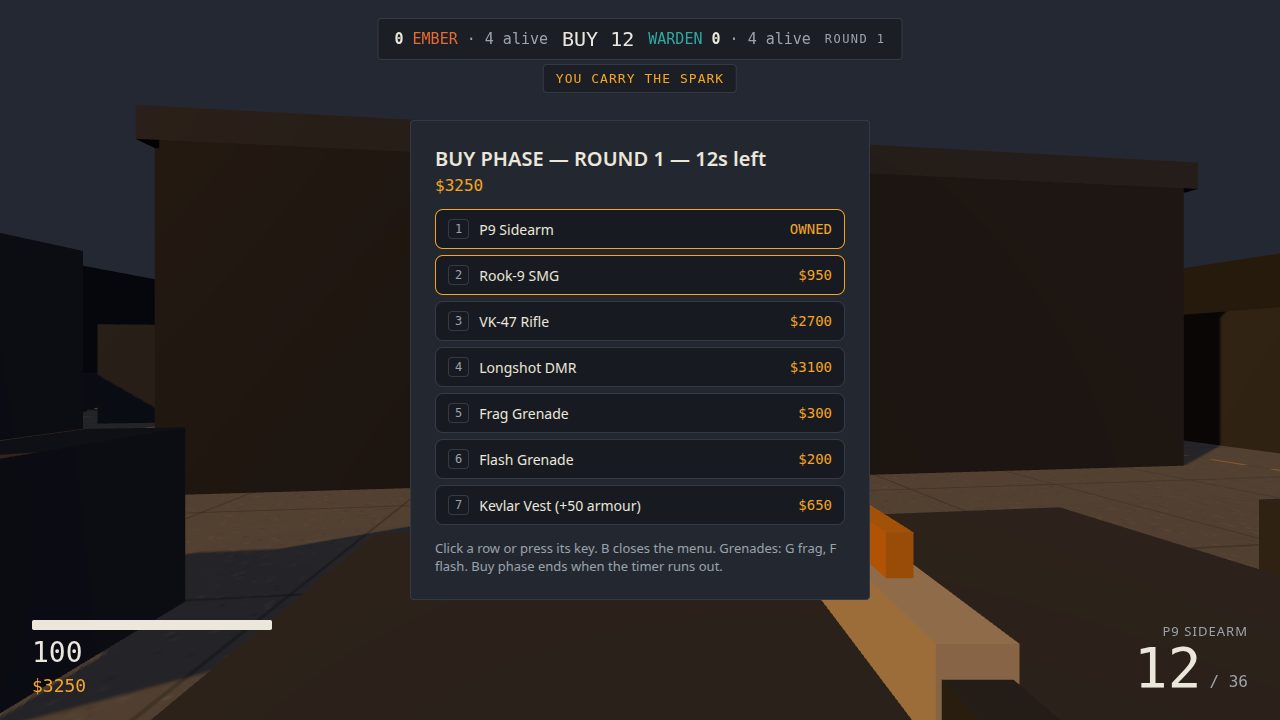 0 EMBER · 4 alive BUY 12 WARDEN 0 · 4 alive ROUND 1
YOU CARRY THE SPARK
BUY PHASE — ROUND 1 — 12s left
$3250
1 P9 Sidearm OWNED
2 Rook-9 SMG $950
3 VK-47 Rifle $2700
4 Longshot DMR $3100
5 Frag Grenade $300
6 Flash Grenade $200
7 Kevlar Vest (+50 armour) $650
Click a row or press its key. B closes the menu. Grenades: G frag, F
flash. Buy phase ends when the timer runs out.
100
$3250
P9 SIDEARM
12 / 36